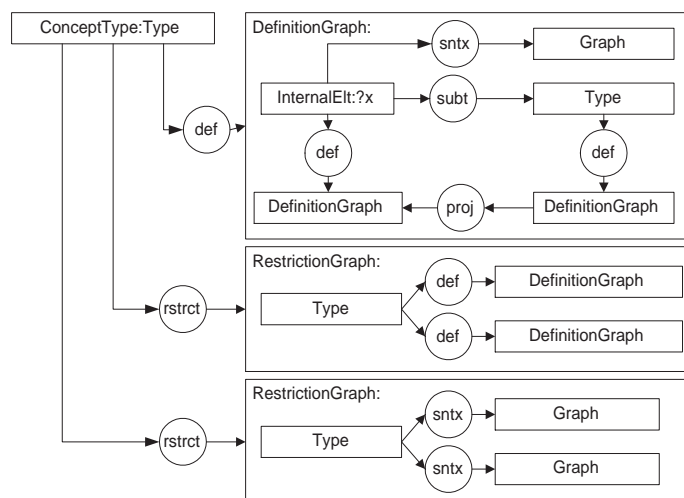 ConceptType:Type
DefinitionGraph:
sntx
Graph
InternalElt:?x
subt
Type
def
def
def
DefinitionGraph
proj
DefinitionGraph
RestrictionGraph:
def
DefinitionGraph
rstrct
Type
def
DefinitionGraph
RestrictionGraph:
sntx
Graph
rstrct
Type
sntx
Graph